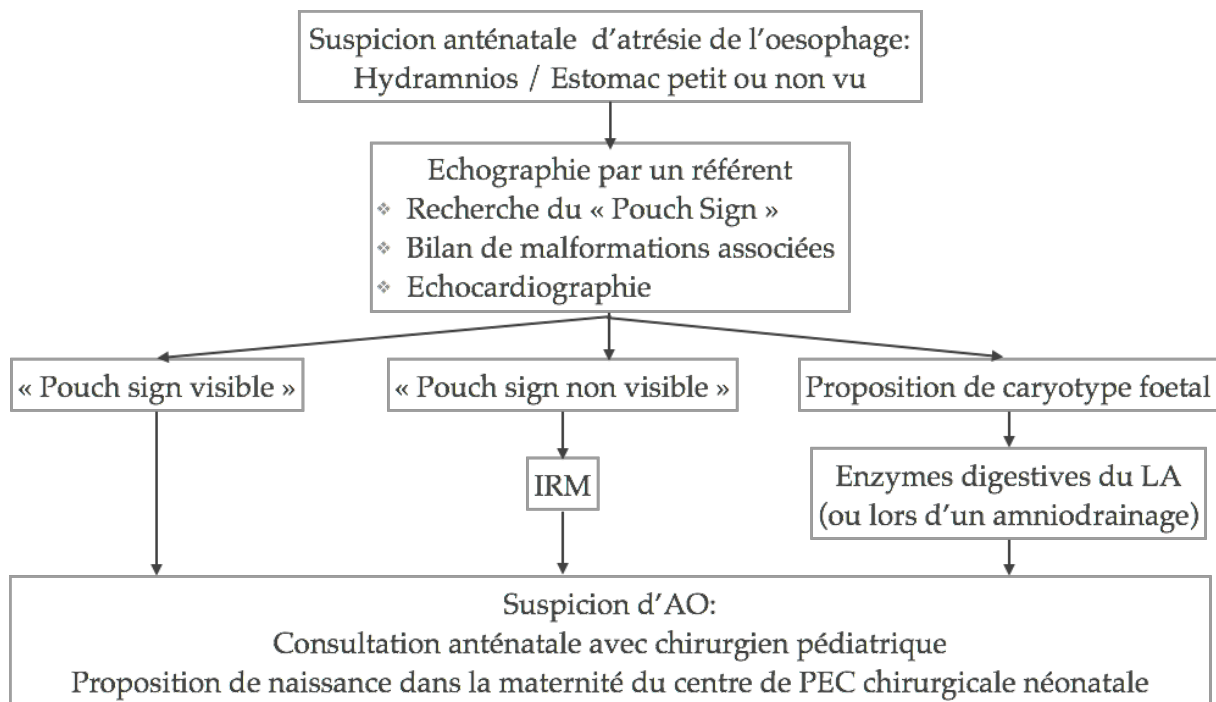 Suspicion anténatale d'atrésie de l'oesophage:
Hydramnios / Estomac petit ou non vu
Echographie par un référent
❖ Recherche du « Pouch Sign »
❖ Bilan de malformations associées
❖ Echocardiographie
« Pouch sign visible »
« Pouch sign non visible »
Proposition de caryotype foetal
IRM
Enzymes digestives du LA
(ou lors d'un amniodrainage)
Suspicion d'AO:
Consultation anténatale avec chirurgien pédiatrique
Proposition de naissance dans la maternité du centre de PEC chirurgicale néonatale